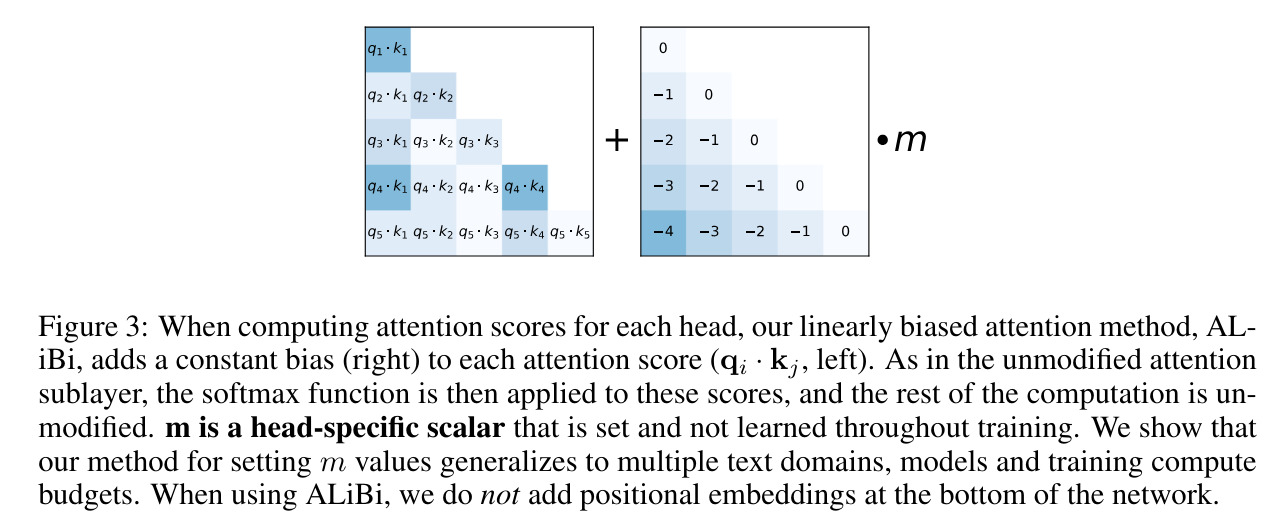 q₁ · k₁
q₂ · k₁ q₂ · k₂
q₃ · k₁ q₃ · k₂ q₃ · k₃
q₄ · k₁ q₄ · k₂ q₄ · k₃ q₄ · k₄
q₅ · k₁ q₅ · k₂ q₅ · k₃ q₅ · k₄ q₅ · k₅
+
0
−1 0
−2 −1 0
−3 −2 −1 0
−4 −3 −2 −1 0
• m
Figure 3: When computing attention scores for each head, our linearly biased attention method, AL-
iBi, adds a constant bias (right) to each attention score (qᵢ · kⱼ, left). As in the unmodified attention
sublayer, the softmax function is then applied to these scores, and the rest of the computation is un-
modified. m is a head-specific scalar that is set and not learned throughout training. We show that
our method for setting m values generalizes to multiple text domains, models and training compute
budgets. When using ALiBi, we do not add positional embeddings at the bottom of the network.